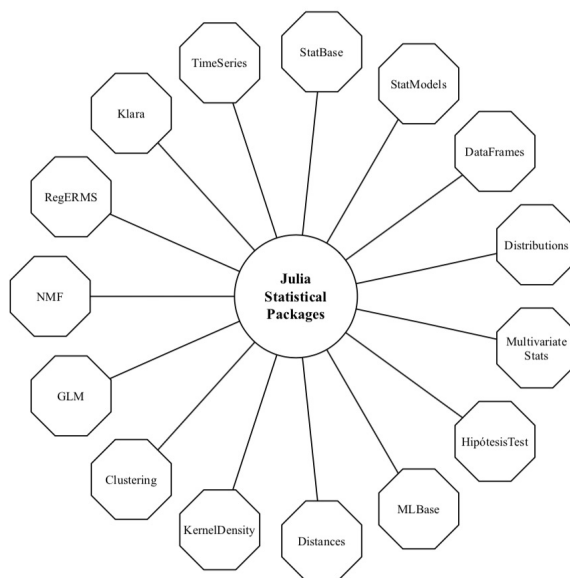 StatBase
TimeSeries
StatModels
Klara
DataFrames
RegERMS
Distributions
Julia
Statistical
Packages
NMF
Multivariate
Stats
GLM
HipótesisTest
Clustering
MLBase
KernelDensity
Distances